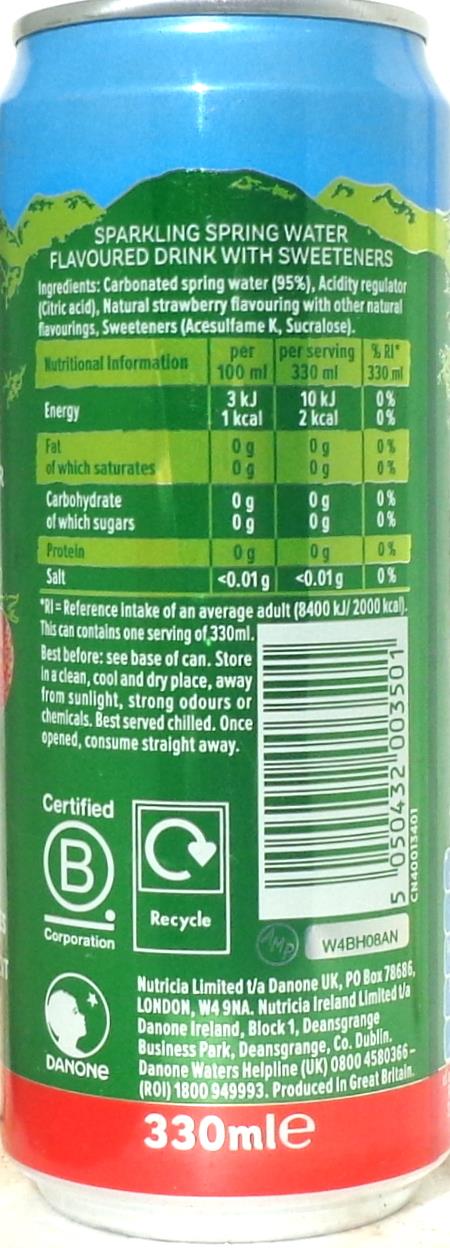 SPARKLING SPRING WATER
FLAVOURED DRINK WITH SWEETENERS
Ingredients: Carbonated spring water (95%), Acidity regulator
(Citric acid), Natural strawberry flavouring with other natural
flavourings, Sweeteners (Acesulfame K, Sucralose).
Nutritional Information per 100 ml per serving 330 ml % RI* 330 ml
Energy 3 kJ 10 kJ 0%
1 kcal 2 kcal 0%
Fat 0 g 0 g 0%
of which saturates 0 g 0 g 0%
Carbohydrate 0 g 0 g 0%
of which sugars 0 g 0 g 0%
Protein 0 g 0 g 0%
Salt <0.01 g <0.01 g 0%
*RI = Reference intake of an average adult (8400 kJ/ 2000 kcal).
This can contains one serving of 330ml.
Best before: see base of can. Store
in a clean, cool and dry place, away
from sunlight, strong odours or
chemicals. Best served chilled. Once
opened, consume straight away.
5 050432 003501
CN40013401
Certified
B
Corporation
Recycle
AMP
W4BH08AN
DANONE
Nutricia Limited t/a Danone UK, PO Box 78686,
LONDON, W4 9NA. Nutricia Ireland Limited t/a
Danone Ireland, Block 1, Deansgrange
Business Park, Deansgrange, Co. Dublin.
Danone Waters Helpline (UK) 0800 4580366 –
(ROI) 1800 949993. Produced in Great Britain.
330ml℮